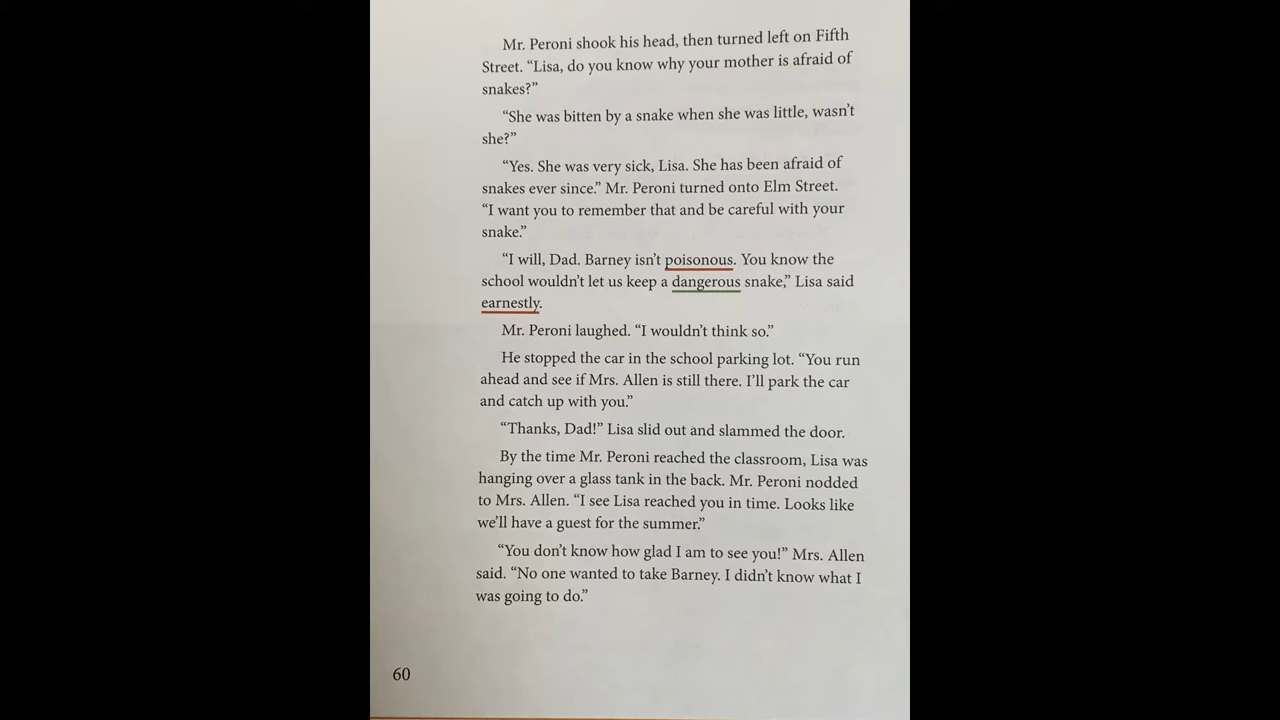 Mr. Peroni shook his head, then turned left on Fifth
Street. “Lisa, do you know why your mother is afraid of
snakes?”
“She was bitten by a snake when she was little, wasn’t
she?”
“Yes. She was very sick, Lisa. She has been afraid of
snakes ever since.” Mr. Peroni turned onto Elm Street.
“I want you to remember that and be careful with your
snake.”
“I will, Dad. Barney isn’t poisonous. You know the
school wouldn’t let us keep a dangerous snake,” Lisa said
earnestly.
Mr. Peroni laughed. “I wouldn’t think so.”
He stopped the car in the school parking lot. “You run
ahead and see if Mrs. Allen is still there. I’ll park the car
and catch up with you.”
“Thanks, Dad!” Lisa slid out and slammed the door.
By the time Mr. Peroni reached the classroom, Lisa was
hanging over a glass tank in the back. Mr. Peroni nodded
to Mrs. Allen. “I see Lisa reached you in time. Looks like
we’ll have a guest for the summer.”
“You don’t know how glad I am to see you!” Mrs. Allen
said. “No one wanted to take Barney. I didn’t know what I
was going to do.”
60